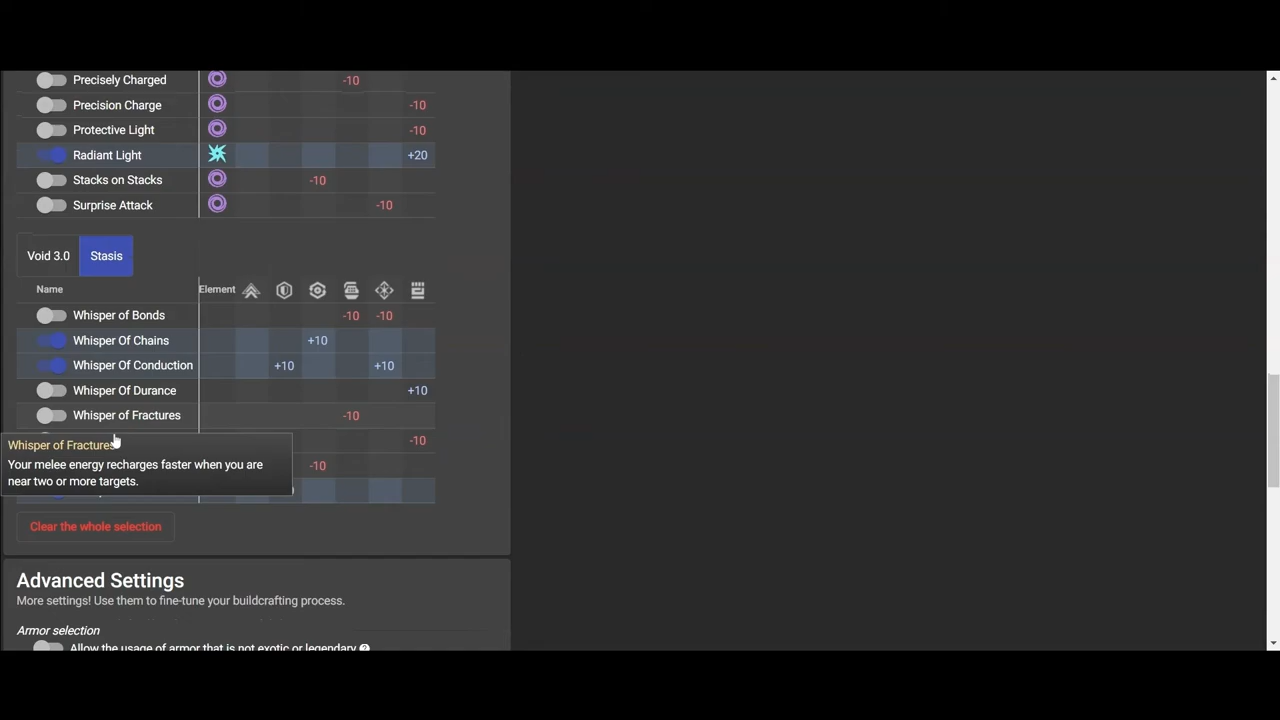 Precisely Charged -10
Precision Charge -10
Protective Light -10
Radiant Light +20
Stacks on Stacks -10
Surprise Attack -10
Void 3.0 Stasis
Name Element
Whisper of Bonds -10 -10
Whisper Of Chains +10
Whisper Of Conduction +10 +10
Whisper Of Durance +10
Whisper of Fractures -10
-10
Whisper of Fractures
Your melee energy recharges faster when you are
-10
near two or more targets.
Clear the whole selection
Advanced Settings
More settings! Use them to fine-tune your buildcrafting process.
Armor selection
Allow the usage of armor that is not exotic or legendary ?